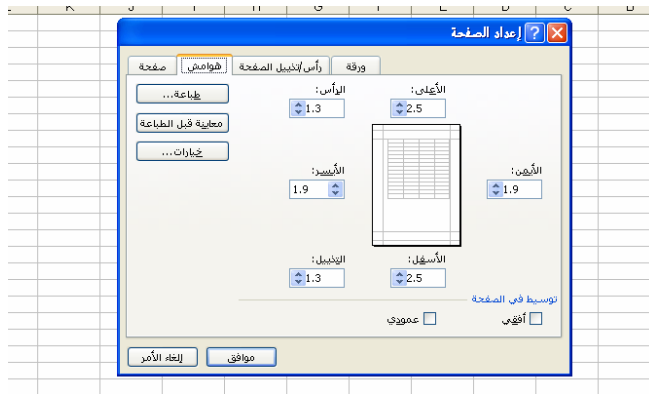 إعداد الصفحة
صفحة هوامش رأس/تذييل الصفحة ورقة
الأعلى: الرأس: طباعة...
2.5 1.3
معاينة قبل الطباعة
خيارات...
الأيمن: الأيسر:
1.9 1.9
الأسفل: التذييل:
2.5 1.3
توسيط في الصفحة
أفقي عمودي
موافق إلغاء الأمر